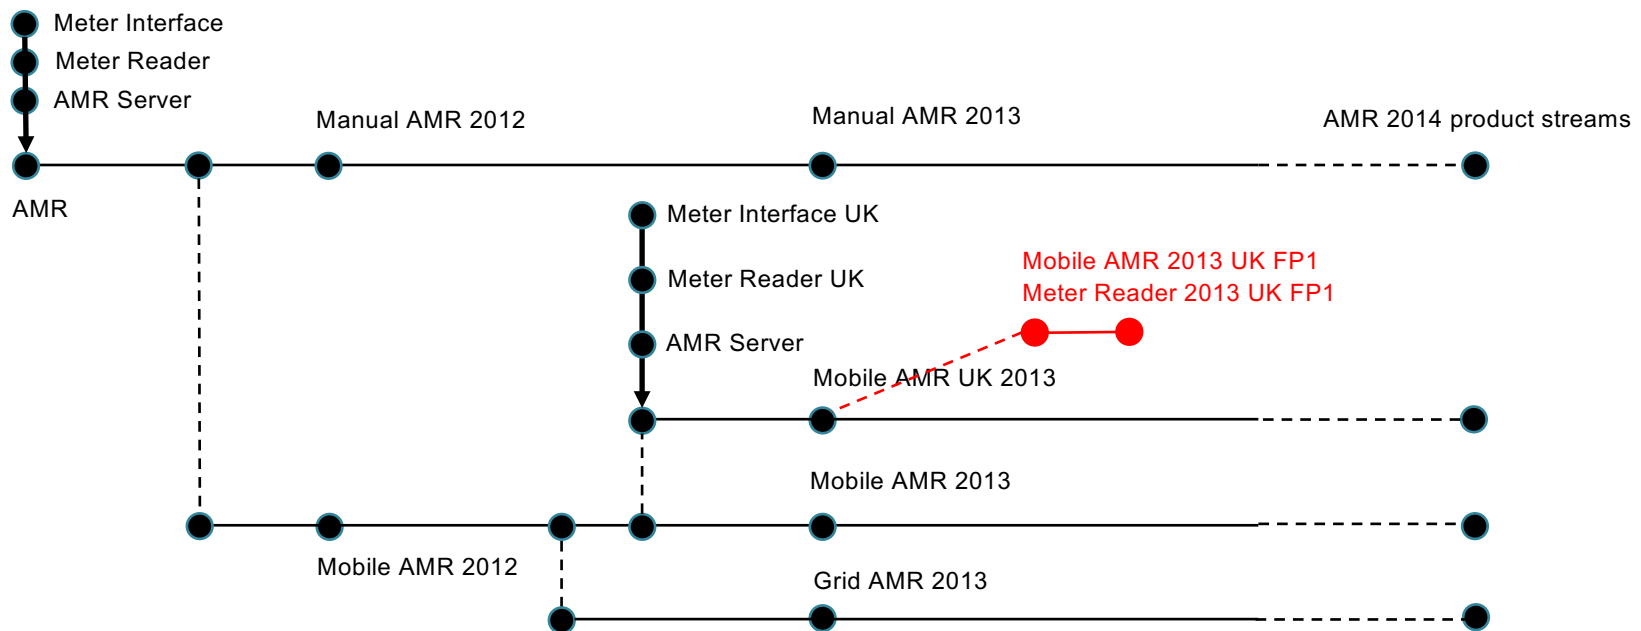 Meter Interface
Meter Reader
AMR Server
Manual AMR 2012
Manual AMR 2013
AMR 2014 product streams
AMR
Meter Interface UK
Meter Reader UK
AMR Server
Mobile AMR 2013 UK FP1
Meter Reader 2013 UK FP1
Mobile AMR UK 2013
Mobile AMR 2013
Mobile AMR 2012
Grid AMR 2013